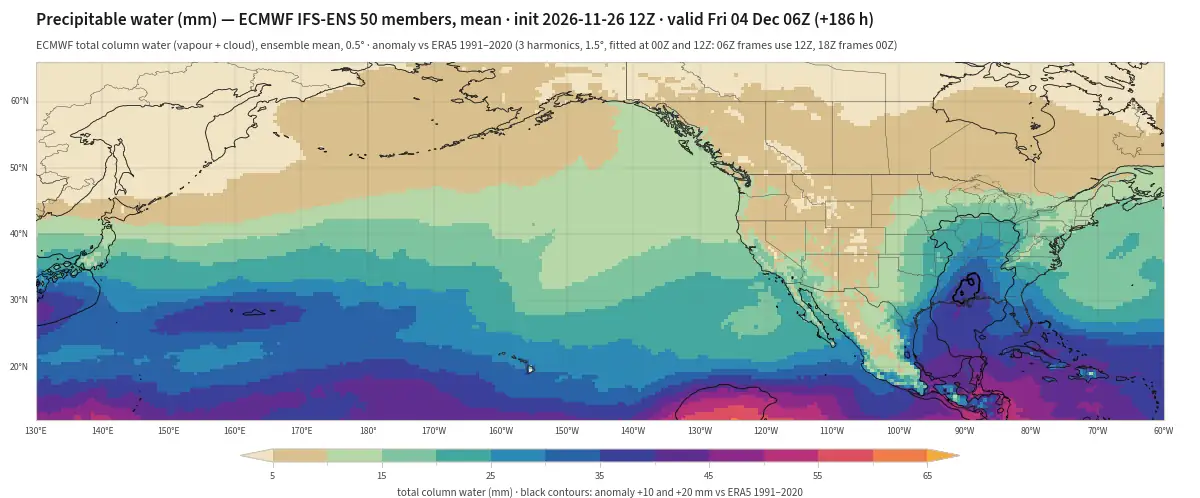 Precipitable water (mm) — ECMWF IFS-ENS 50 members, mean · init 2026-11-26 12Z · valid Fri 04 Dec 06Z (+186 h)
ECMWF total column water (vapour + cloud), ensemble mean, 0.5° · anomaly vs ERA5 1991–2020 (3 harmonics, 1.5°, fitted at 00Z and 12Z: 06Z frames use 12Z, 18Z frames 00Z)
60°N
50°N
40°N
30°N
20°N
130°E 140°E 150°E 160°E 170°E 180° 170°W 160°W 150°W 140°W 130°W 120°W 110°W 100°W 90°W 80°W 70°W 60°W
5 15 25 35 45 55 65
total column water (mm) · black contours: anomaly +10 and +20 mm vs ERA5 1991–2020